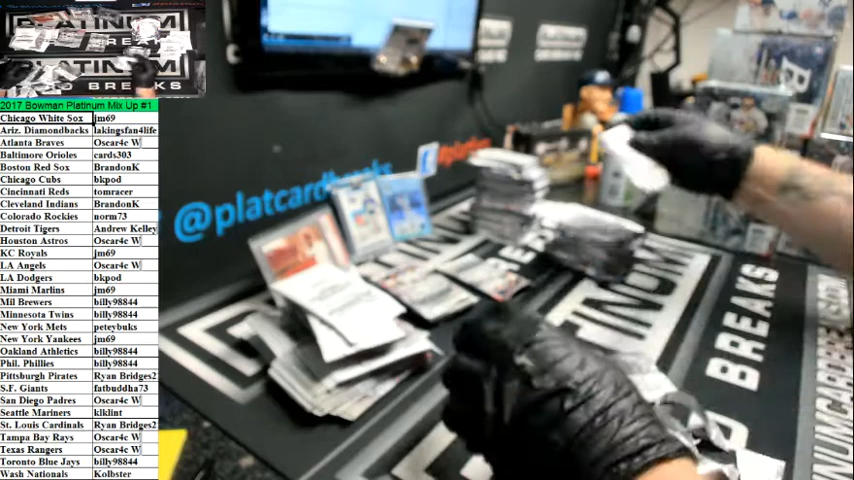 PLATINUM
BREAKS
PLATINUM
D BREAKS
2017 Bowman Platinum Mix Up #1
Chicago White Sox jm69
Ariz. Diamondbacks lakingsfan4life
Atlanta Braves Oscar4c W
Baltimore Orioles cards303
Boston Red Sox BrandonK
Chicago Cubs bkpod
Cincinnati Reds tomracer
Cleveland Indians BrandonK
Colorado Rockies norm73
Detroit Tigers Andrew Kelley
Houston Astros Oscar4c W
KC Royals jm69
LA Angels Oscar4c W
LA Dodgers bkpod
Miami Marlins jm69
Mil Brewers billy98844
Minnesota Twins billy98844
New York Mets peteybuks
New York Yankees jm69
Oakland Athletics billy98844
Phil. Phillies billy98844
Pittsburgh Pirates Ryan Bridges2
S.F. Giants fatbuddha73
San Diego Padres Oscar4c W
Seattle Mariners klklint
St. Louis Cardinals Ryan Bridges2
Tampa Bay Rays Oscar4c W
Texas Rangers Oscar4c W
Toronto Blue Jays billy98844
Wash Nationals Kolbster
@platcardbreaks
f
BREAKS